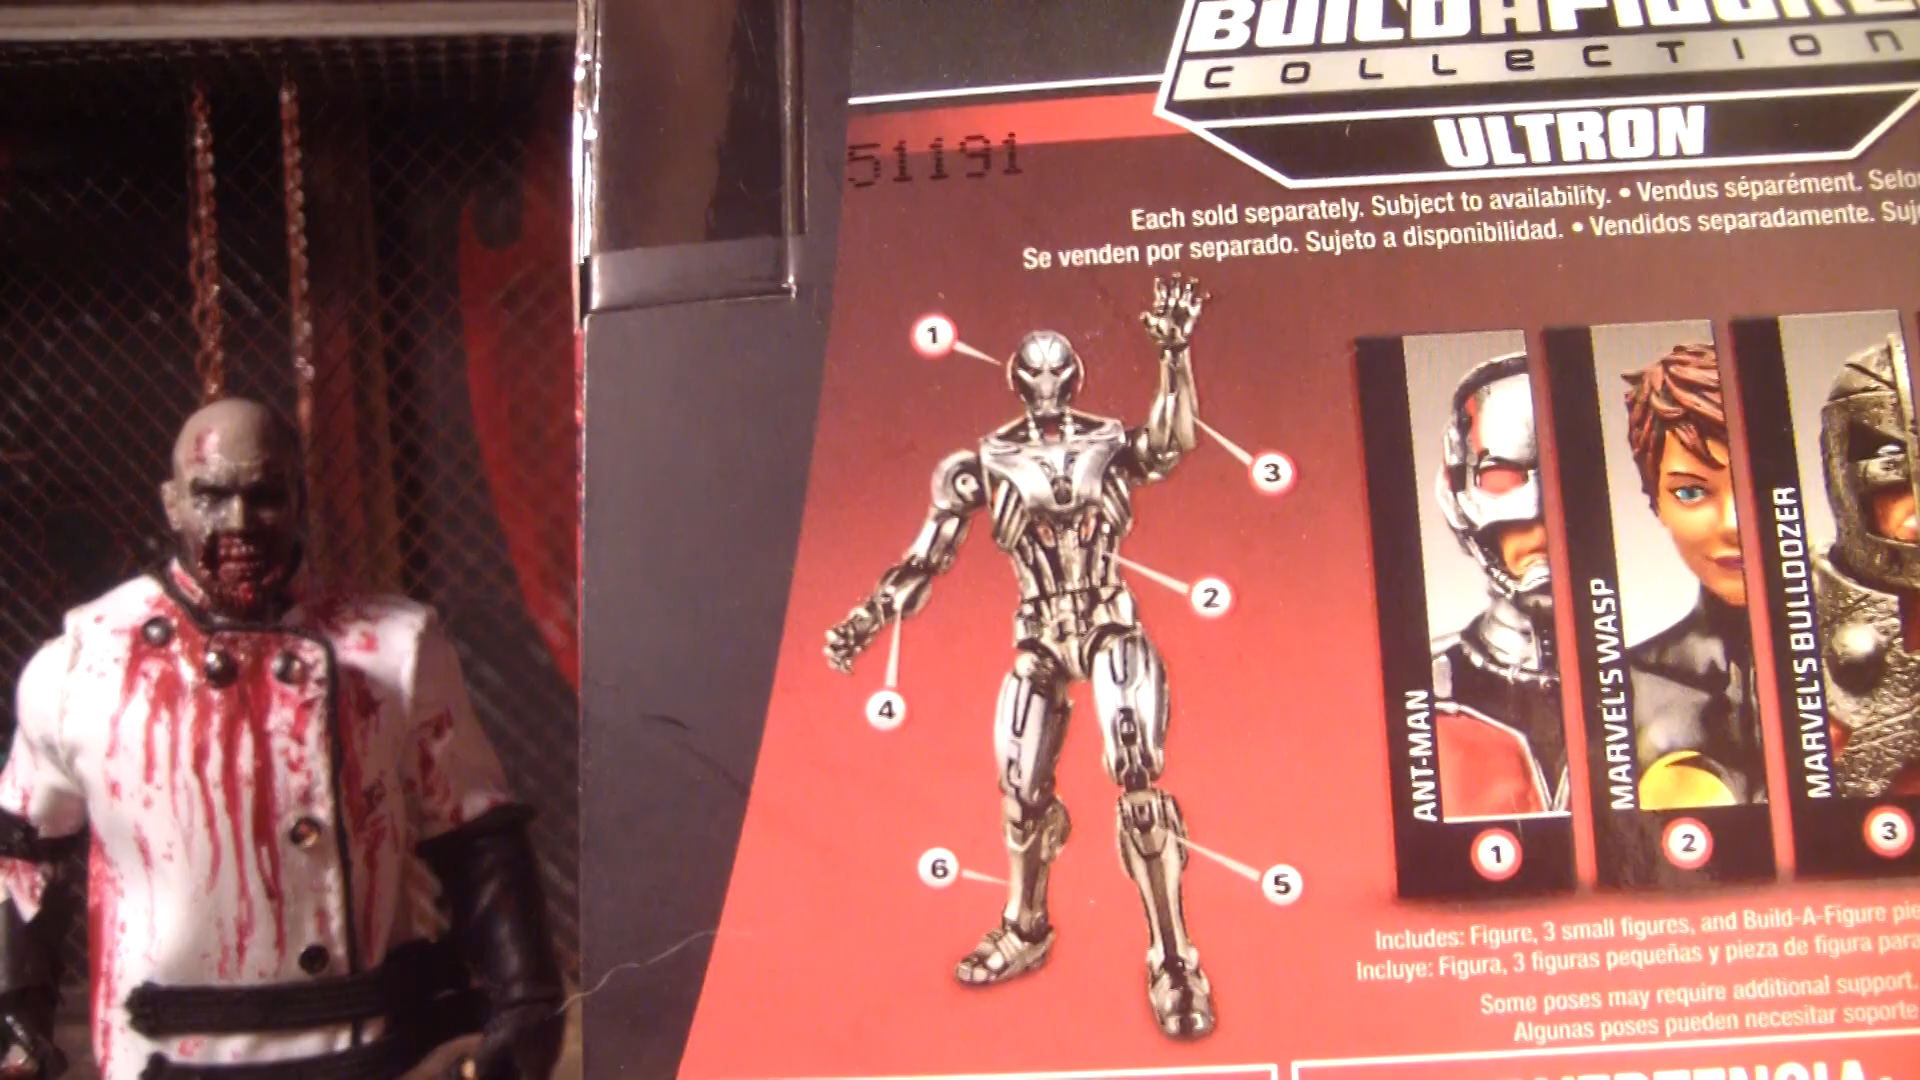 BUILD A FIGURE
COLLECTION
ULTRON
51191
Each sold separately. Subject to availability. • Vendus séparément.
Se venden por separado. Sujeto a disponibilidad. • Vendidos separadamente.
1
3
2
4
6
5
ANT-MAN
1
MARVEL'S WASP
2
MARVEL'S BULLDOZER
3
Includes: Figure, 3 small figures, and Build-A-Figure
Incluye: Figura, 3 figuras pequeñas y pieza de figura para
Some poses may require additional support.
Algunas poses pueden necesitar soporte